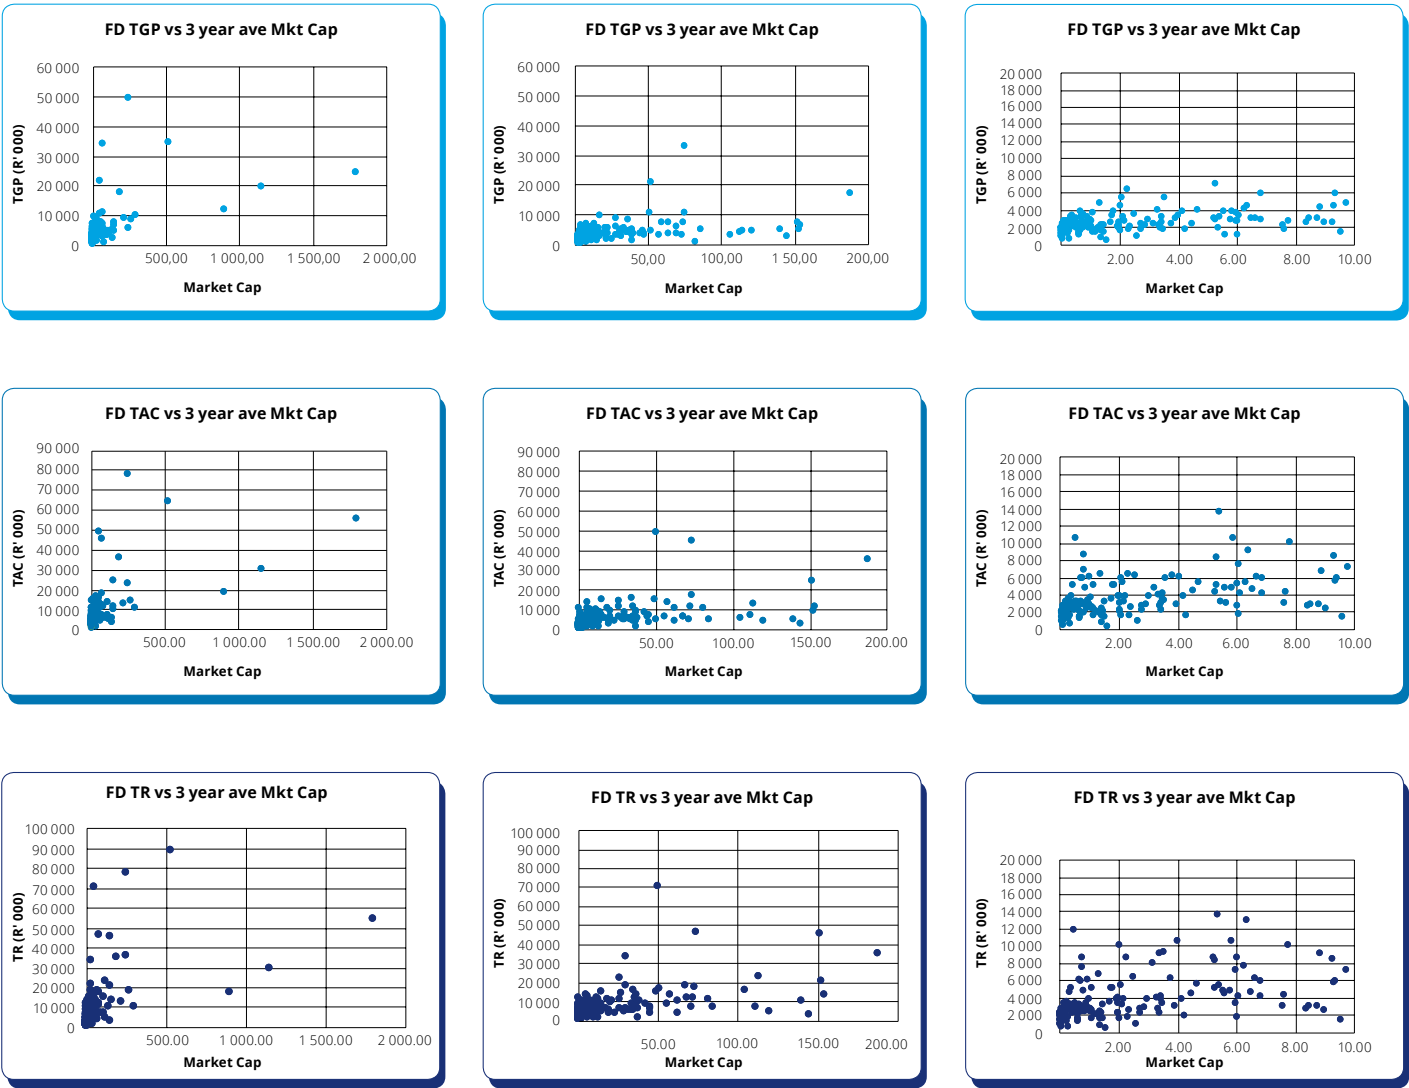 FD TGP vs 3 year ave Mkt Cap
TGP (R' 000)
60 000
50 000
40 000
30 000
20 000
10 000
0
500,00 1 000,00 1 500,00 2 000,00
Market Cap
FD TGP vs 3 year ave Mkt Cap
TGP (R' 000)
60 000
50 000
40 000
30 000
20 000
10 000
0
50,00 100,00 150,00 200,00
Market Cap
FD TGP vs 3 year ave Mkt Cap
TGP (R' 000)
20 000
18 000
16 000
14 000
12 000
10 000
8 000
6 000
4 000
2 000
0
2.00 4.00 6.00 8.00 10.00
Market Cap
FD TAC vs 3 year ave Mkt Cap
TAC (R' 000)
90 000
80 000
70 000
60 000
50 000
40 000
30 000
20 000
10 000
0
500.00 1 000.00 1 500.00 2 000.00
Market Cap
FD TAC vs 3 year ave Mkt Cap
TAC (R' 000)
90 000
80 000
70 000
60 000
50 000
40 000
30 000
20 000
10 000
0
50.00 100.00 150.00 200.00
Market Cap
FD TAC vs 3 year ave Mkt Cap
TAC (R' 000)
20 000
18 000
16 000
14 000
12 000
10 000
8 000
6 000
4 000
2 000
0
2.00 4.00 6.00 8.00 10.00
Market Cap
FD TR vs 3 year ave Mkt Cap
TR (R' 000)
100 000
90 000
80 000
70 000
60 000
50 000
40 000
30 000
20 000
10 000
0
500.00 1 000.00 1 500.00 2 000.00
Market Cap
FD TR vs 3 year ave Mkt Cap
TR (R' 000)
100 000
90 000
80 000
70 000
60 000
50 000
40 000
30 000
20 000
10 000
0
50.00 100.00 150.00 200.00
Market Cap
FD TR vs 3 year ave Mkt Cap
TR (R' 000)
20 000
18 000
16 000
14 000
12 000
10 000
8 000
6 000
4 000
2 000
0
2.00 4.00 6.00 8.00 10.00
Market Cap